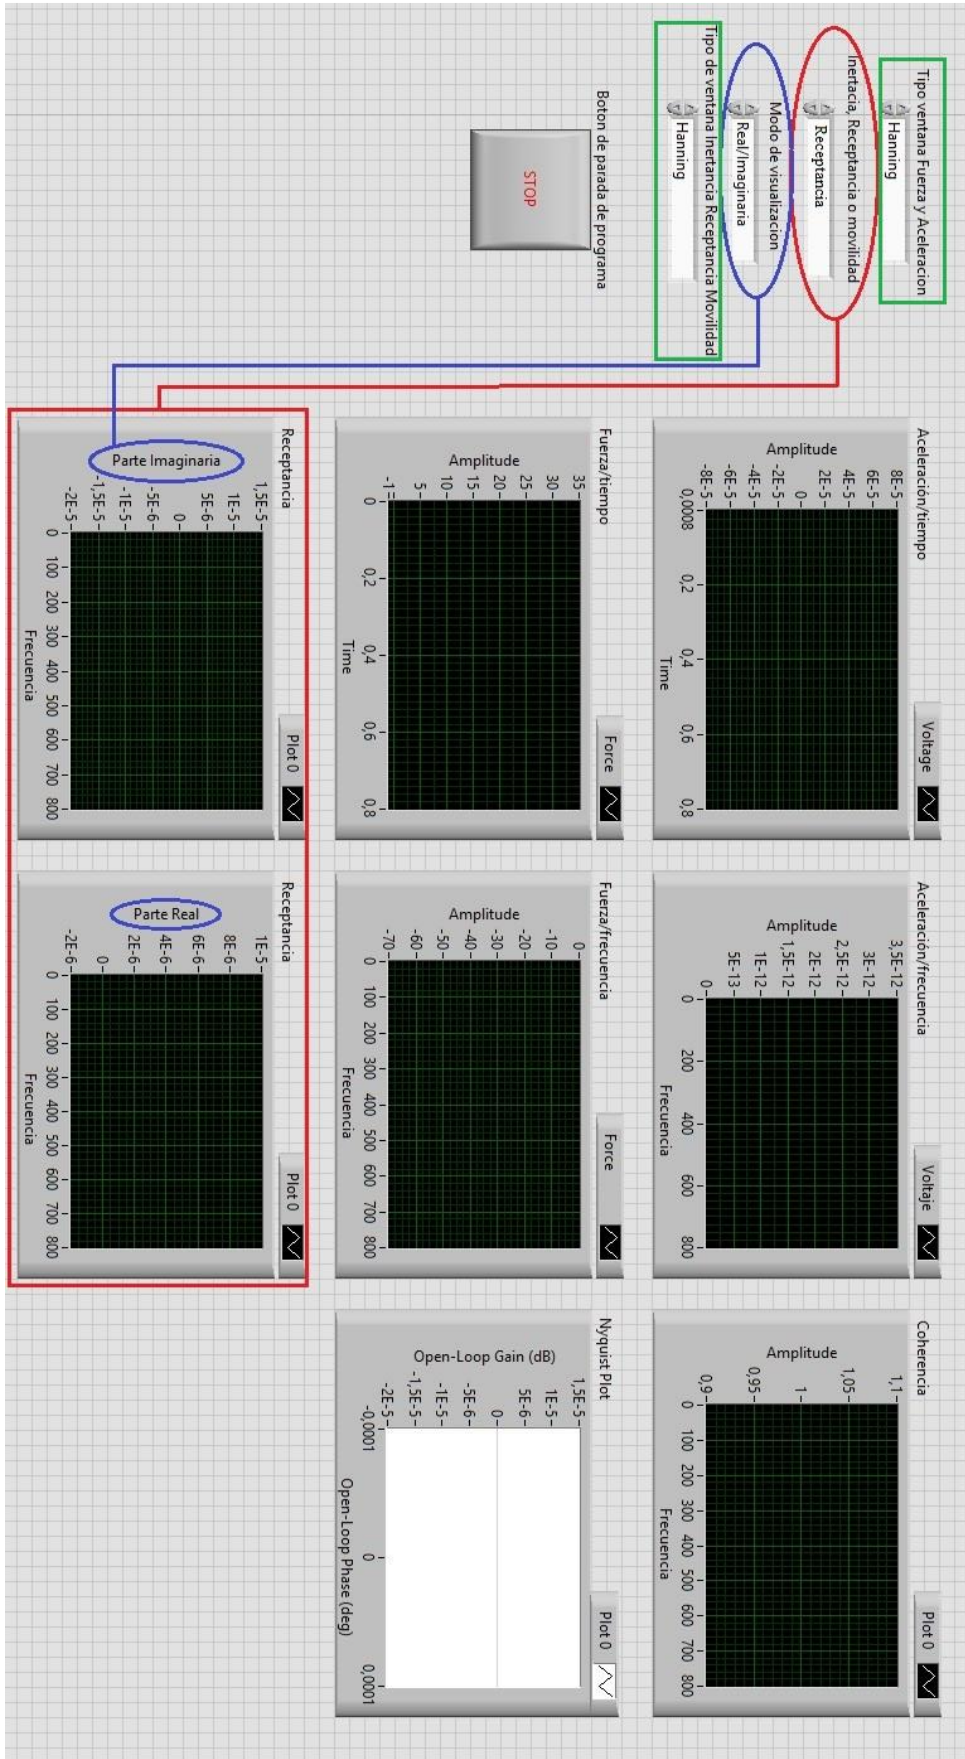 Tipo ventana Fuerza y Aceleracion
Hanning
Inertacia, Receptancia o movilidad
Receptancia
Modo de visualizacion
Real/Imaginaria
Tipo de ventana Inertancia Receptancia Movilidad
Hanning
Boton de parada de programa
STOP
Aceleración/tiempo
Voltage
Amplitude
8E-5
6E-5
4E-5
2E-5
0
-2E-5
-4E-5
-6E-5
-8E-5
0,0008 0,2 0,4 0,6 0,8
Time
Aceleración/frecuencia
Voltaje
Amplitude
3,5E-12
3E-12
2,5E-12
2E-12
1,5E-12
1E-12
5E-13
0
0 200 400 600 800
Frecuencia
Coherencia
Plot 0
Amplitude
1,1
1,05
1
0,95
0,9
0 100 200 300 400 500 600 700 800
Frecuencia
Fuerza/tiempo
Force
Amplitude
35
30
25
20
15
10
5
-1
0 0,2 0,4 0,6 0,8
Time
Fuerza/frecuencia
Force
Amplitude
0
-10
-20
-30
-40
-50
-60
-70
0 100 200 300 400 500 600 700 800
Frecuencia
Nyquist Plot
Plot 0
Open-Loop Gain (dB)
1,5E-5
1E-5
5E-6
0
-5E-6
-1E-5
-1,5E-5
-2E-5
-0,0001 0 0,0001
Open-Loop Phase (deg)
Receptancia
Plot 0
Parte Imaginaria
1,5E-5
1E-5
5E-6
0
-5E-6
-1E-5
-1,5E-5
-2E-5
0 100 200 300 400 500 600 700 800
Frecuencia
Receptancia
Plot 0
Parte Real
1E-5
8E-6
6E-6
4E-6
2E-6
0
-2E-6
0 100 200 300 400 500 600 700 800
Frecuencia